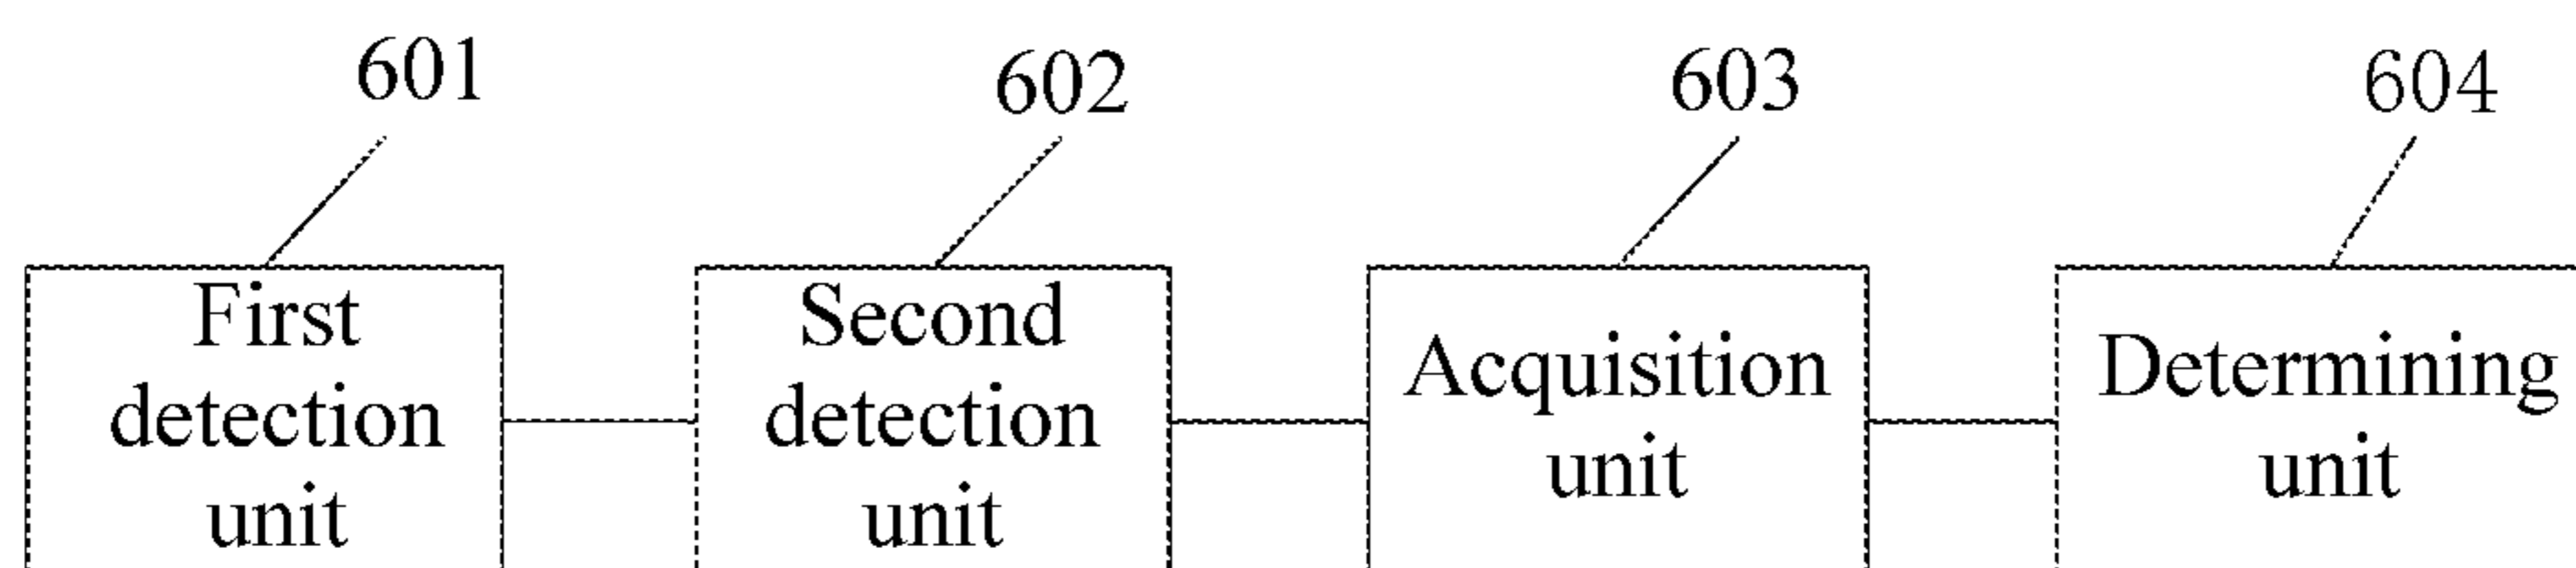 601
602
603
604
First
detection
unit
Second
detection
unit
Acquisition
unit
Determining
unit